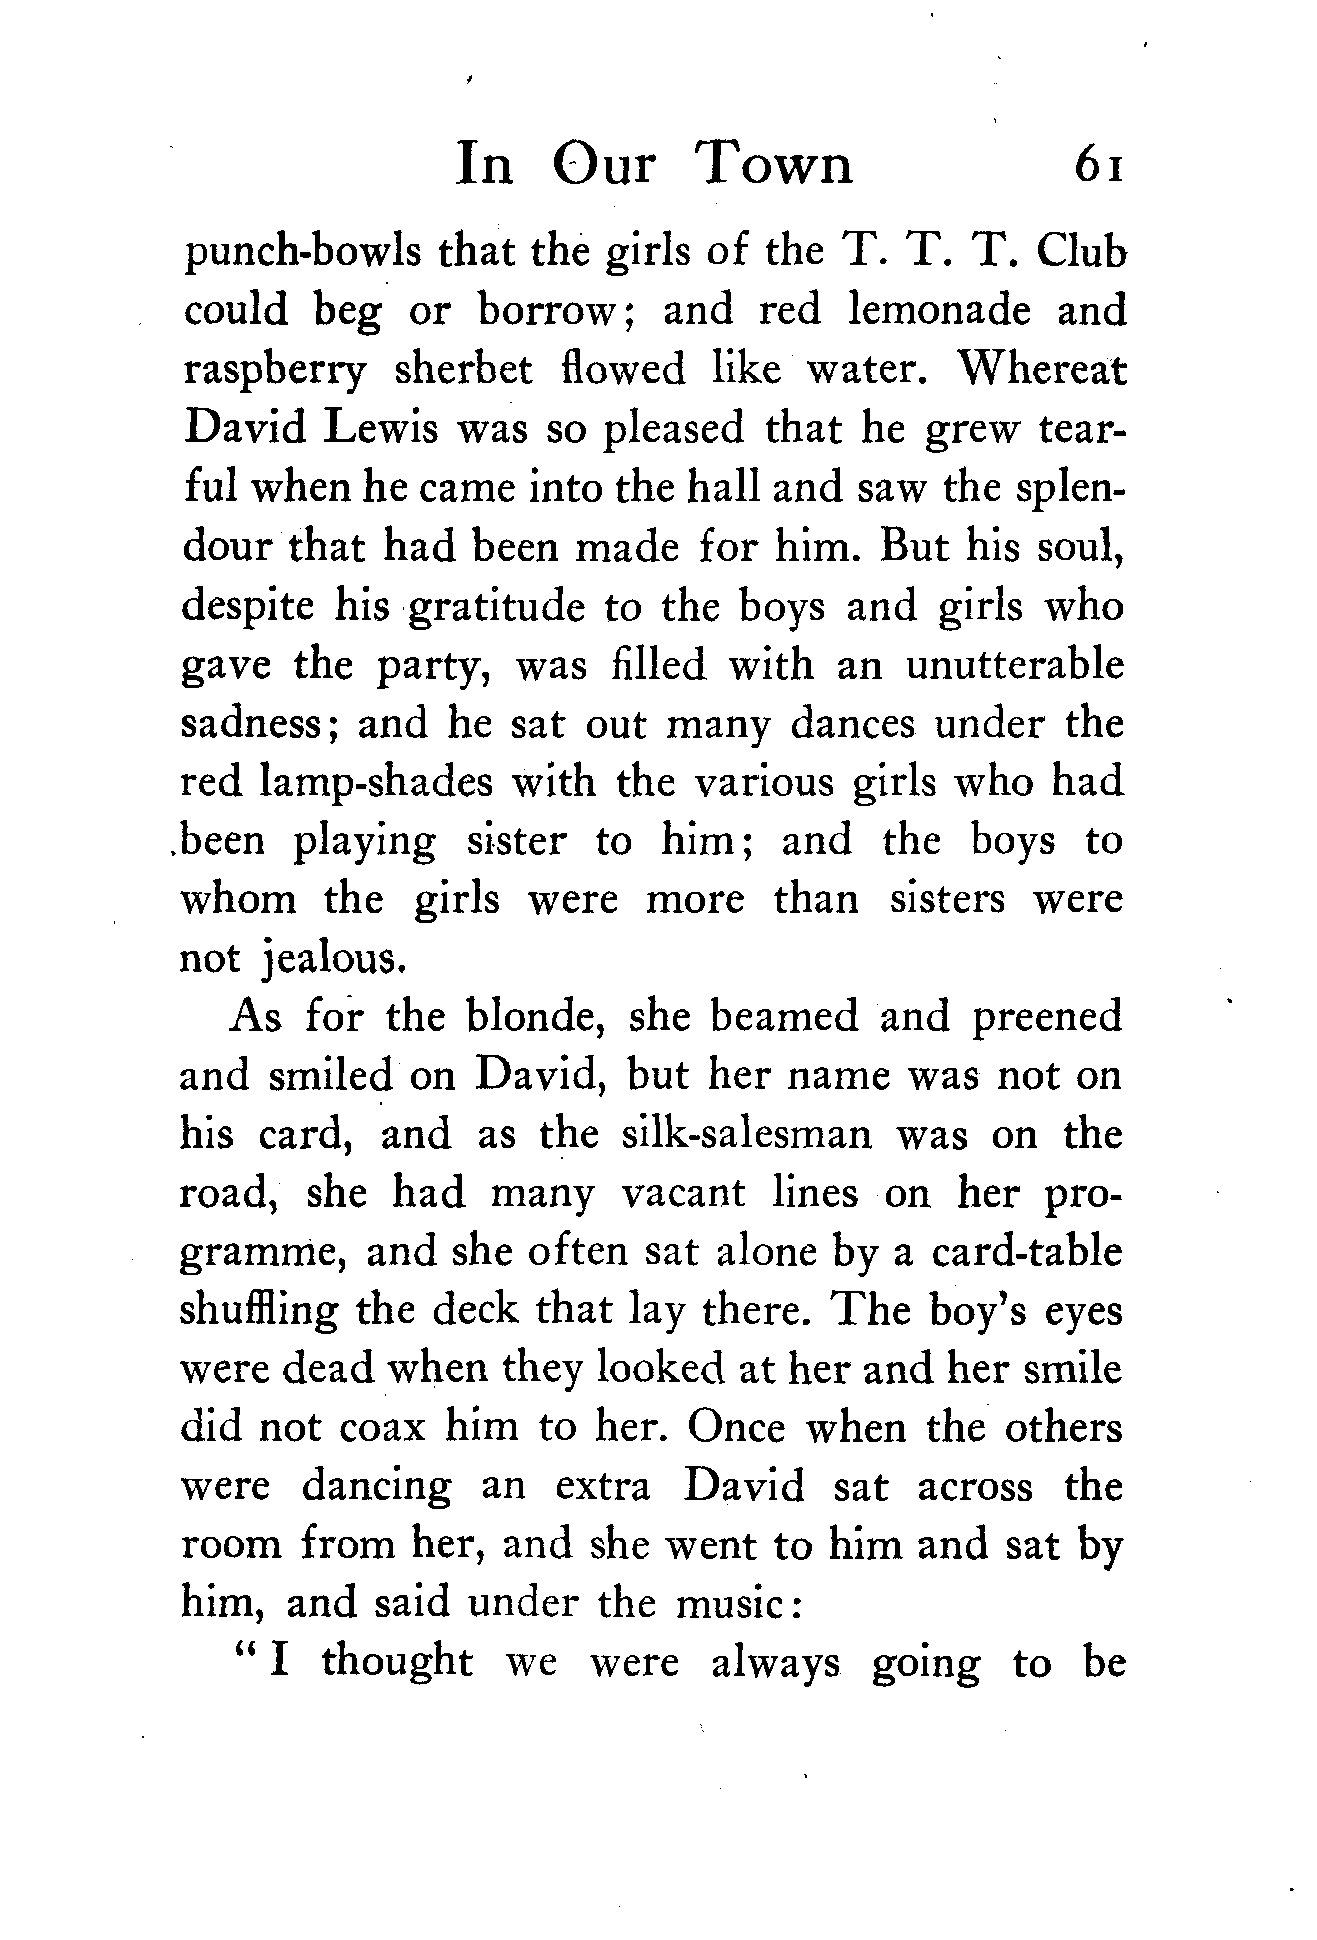 In Our Town 61
punch-bowls that the girls of the T. T. T. Club
could beg or borrow; and red lemonade and
raspberry sherbet flowed like water. Whereat
David Lewis was so pleased that he grew tear-
ful when he came into the hall and saw the splen-
dour that had been made for him. But his soul,
despite his gratitude to the boys and girls who
gave the party, was filled with an unutterable
sadness; and he sat out many dances under the
red lamp-shades with the various girls who had
been playing sister to him; and the boys to
whom the girls were more than sisters were
not jealous.
As for the blonde, she beamed and preened
and smiled on David, but her name was not on
his card, and as the silk-salesman was on the
road, she had many vacant lines on her pro-
gramme, and she often sat alone by a card-table
shuffling the deck that lay there. The boy's eyes
were dead when they looked at her and her smile
did not coax him to her. Once when the others
were dancing an extra David sat across the
room from her, and she went to him and sat by
him, and said under the music:
" I thought we were always going to be